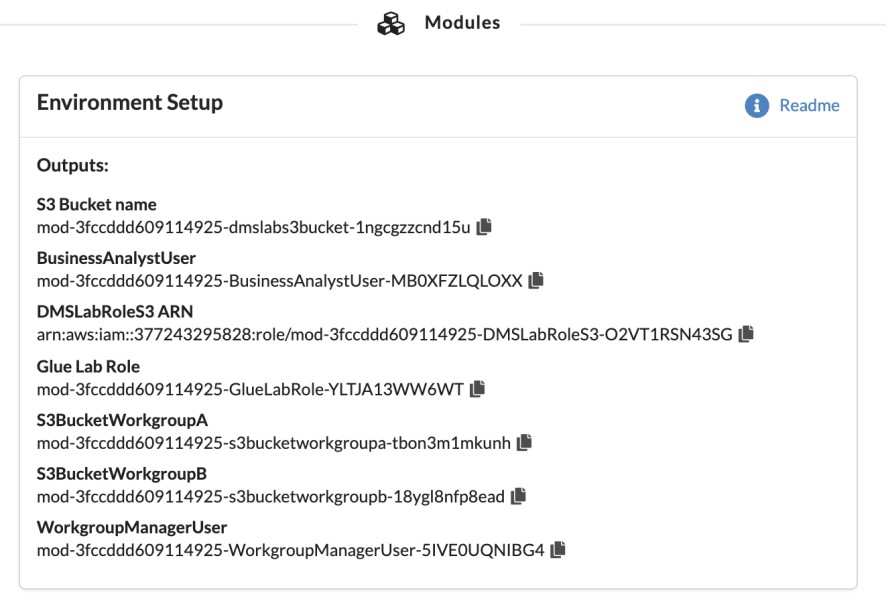 Modules
Environment Setup
Readme
Outputs:
S3 Bucket name
mod-3fccddd609114925-dmslabs3bucket-1ngcgzzcnd15u
BusinessAnalystUser
mod-3fccddd609114925-BusinessAnalystUser-MB0XFZLQLOXX
DMSLabRoleS3 ARN
arn:aws:iam::377243295828:role/mod-3fccddd609114925-DMSLabRoleS3-O2VT1RSN43SG
Glue Lab Role
mod-3fccddd609114925-GlueLabRole-YLTJA13WW6WT
S3BucketWorkgroupA
mod-3fccddd609114925-s3bucketworkgroupa-tbon3m1mkunh
S3BucketWorkgroupB
mod-3fccddd609114925-s3bucketworkgroupb-18ygl8nfp8ead
WorkgroupManagerUser
mod-3fccddd609114925-WorkgroupManagerUser-5IVE0UQNIBG4